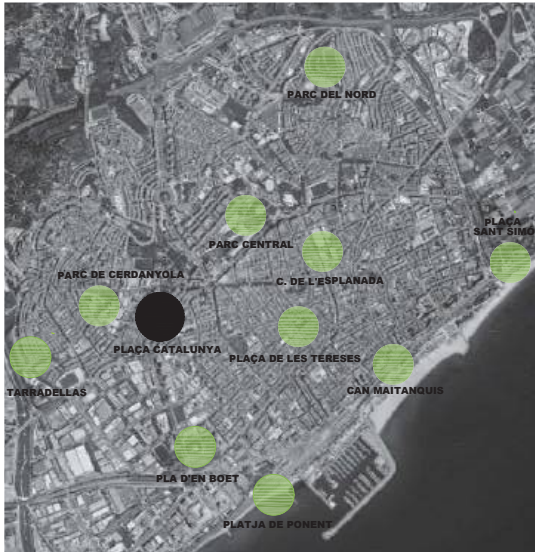 PARC DEL NORD
PLAÇA
SANT SIMÓ
PARC CENTRAL
C. DE L'ESPLANADA
PARC DE CERDANYOLA
PLAÇA CATALUNYA
PLAÇA DE LES TERESES
CAN MAITANQUIS
TARRADELLAS
PLA D'EN BOET
PLATJA DE PONENT